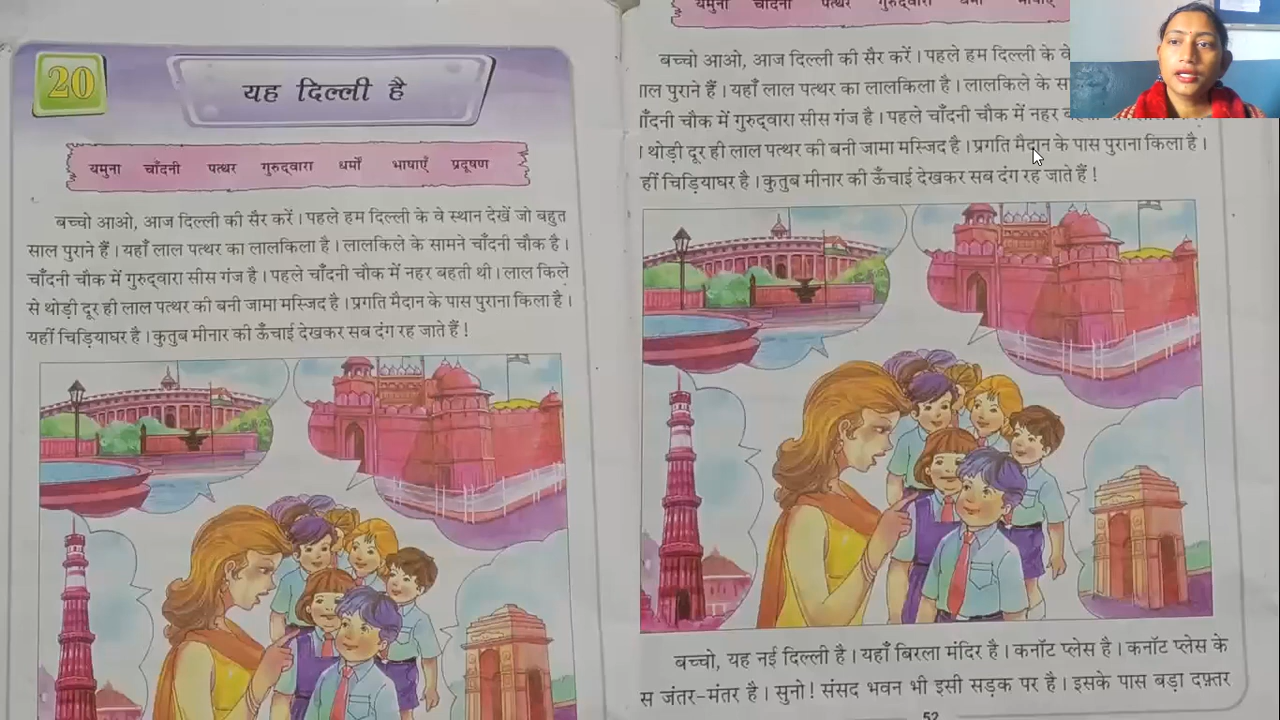 20
यह दिल्ली है
यमुना चाँदनी पत्थर गुरुद्वारा धर्मों भाषाएँ प्रदूषण
बच्चो आओ, आज दिल्ली की सैर करें। पहले हम दिल्ली के वे स्थान देखें जो बहुत
साल पुराने हैं। यहाँ लाल पत्थर का लालकिला है। लालकिले के सामने चाँदनी चौक है।
चाँदनी चौक में गुरुद्वारा सीस गंज है। पहले चाँदनी चौक में नहर बहती थी। लाल किले
से थोड़ी दूर ही लाल पत्थर की बनी जामा मस्जिद है। प्रगति मैदान के पास पुराना किला है।
यहीं चिड़ियाघर है। कुतुब मीनार की ऊँचाई देखकर सब दंग रह जाते हैं!
यमुना चाँदनी पत्थर गुरुद्वारा धर्मों भाषाएँ
बच्चो आओ, आज दिल्ली की सैर करें। पहले हम दिल्ली के वे
पुराने हैं। यहाँ लाल पत्थर का लालकिला है। लालकिले के
चौक में गुरुद्वारा सीस गंज है। पहले चाँदनी चौक में नहर
थोड़ी दूर ही लाल पत्थर की बनी जामा मस्जिद है। प्रगति मैदान के पास पुराना किला है।
चिड़ियाघर है। कुतुब मीनार की ऊँचाई देखकर सब दंग रह जाते हैं!
बच्चो, यह नई दिल्ली है। यहाँ बिरला मंदिर है। कनॉट प्लेस है। कनॉट प्लेस के
जंतर-मंतर है। सुनो! संसद भवन भी इसी सड़क पर है। इसके पास बड़ा दफ़्तर
52